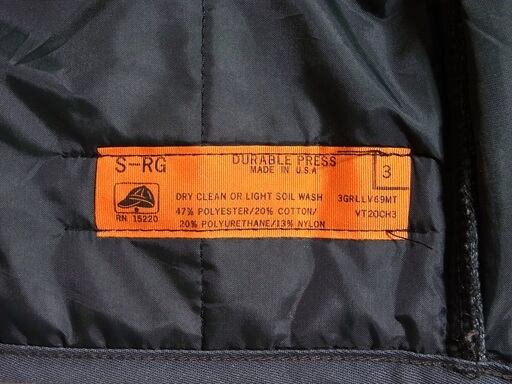 S-RG
DURABLE PRESS
MADE IN U.S.A
3
DRY CLEAN OR LIGHT SOIL WASH
3GRLLV69MT
47% POLYESTER/20% COTTON/
VT20CH3
20% POLYURETHANE/13% NYLON
RN 15220